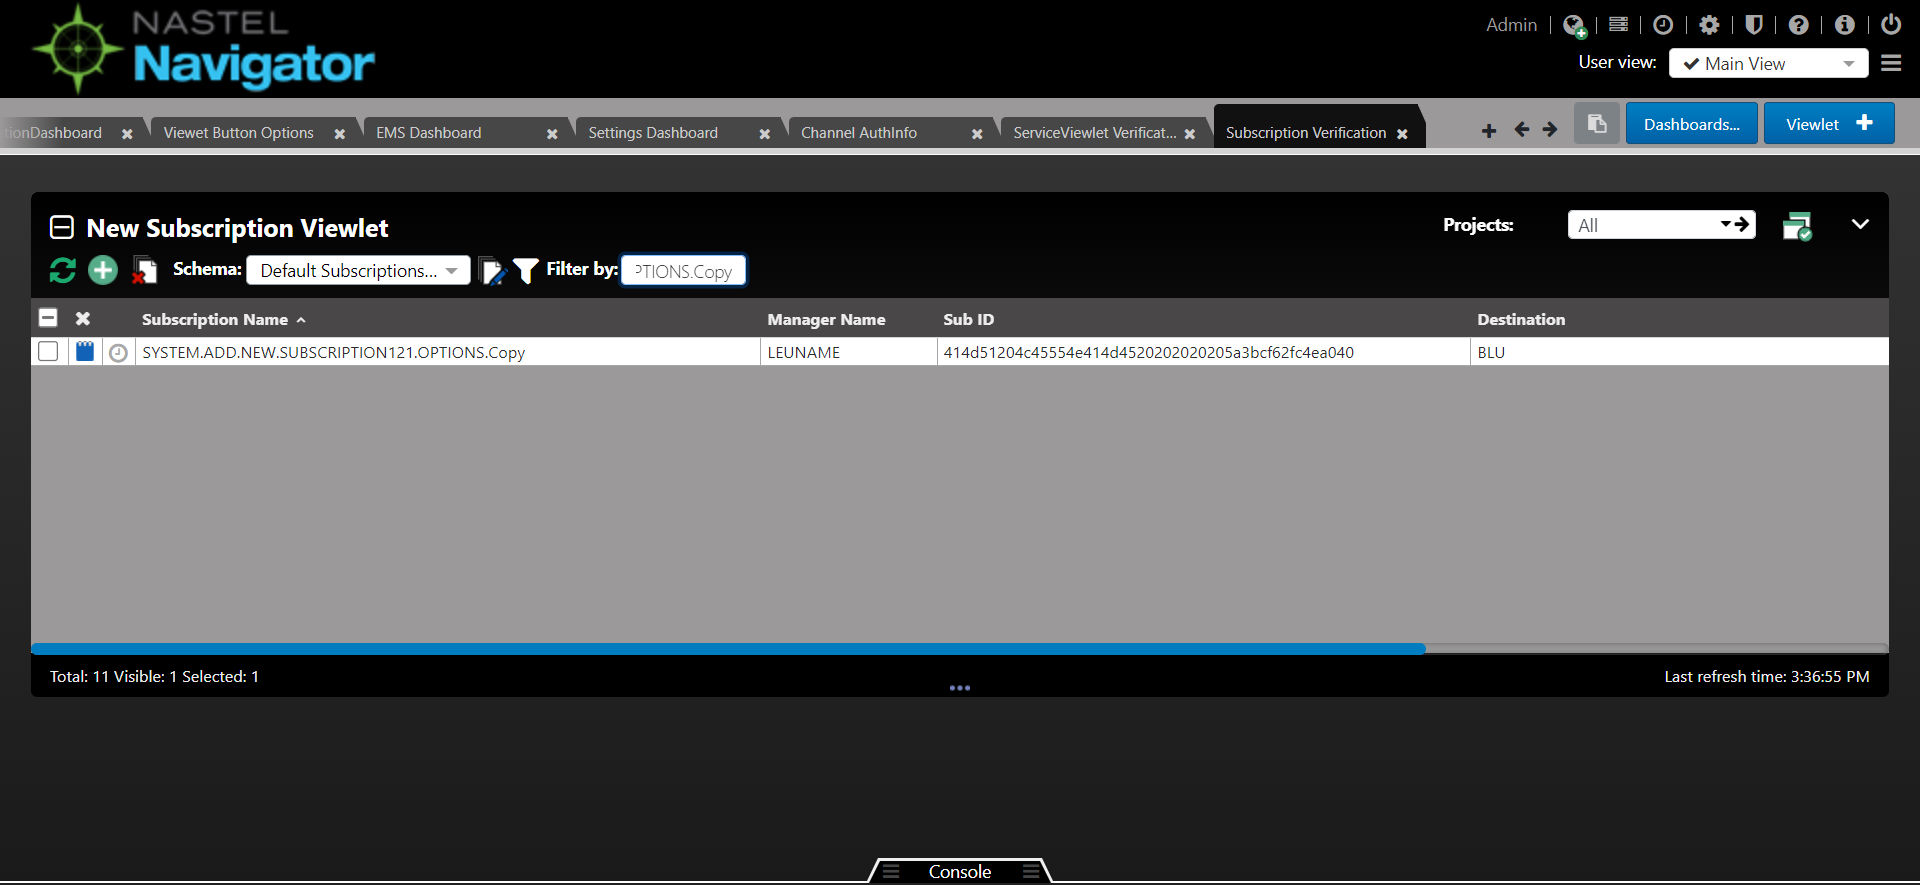 NASTEL
Navigator
Admin
User view: Main View
tionDashboard
Viewet Button Options
EMS Dashboard
Settings Dashboard
Channel AuthInfo
ServiceViewlet Verificat...
Subscription Verification
Dashboards...
Viewlet
New Subscription Viewlet
Projects: All
Schema: Default Subscriptions... Filter by: PTIONS.Copy
Subscription Name Manager Name Sub ID Destination
SYSTEM.ADD.NEW.SUBSCRIPTION121.OPTIONS.Copy LEUNAME 414d51204c45554e414d4520202020205a3bcf62fc4ea040 BLU
Total: 11 Visible: 1 Selected: 1
Last refresh time: 3:36:55 PM
Console